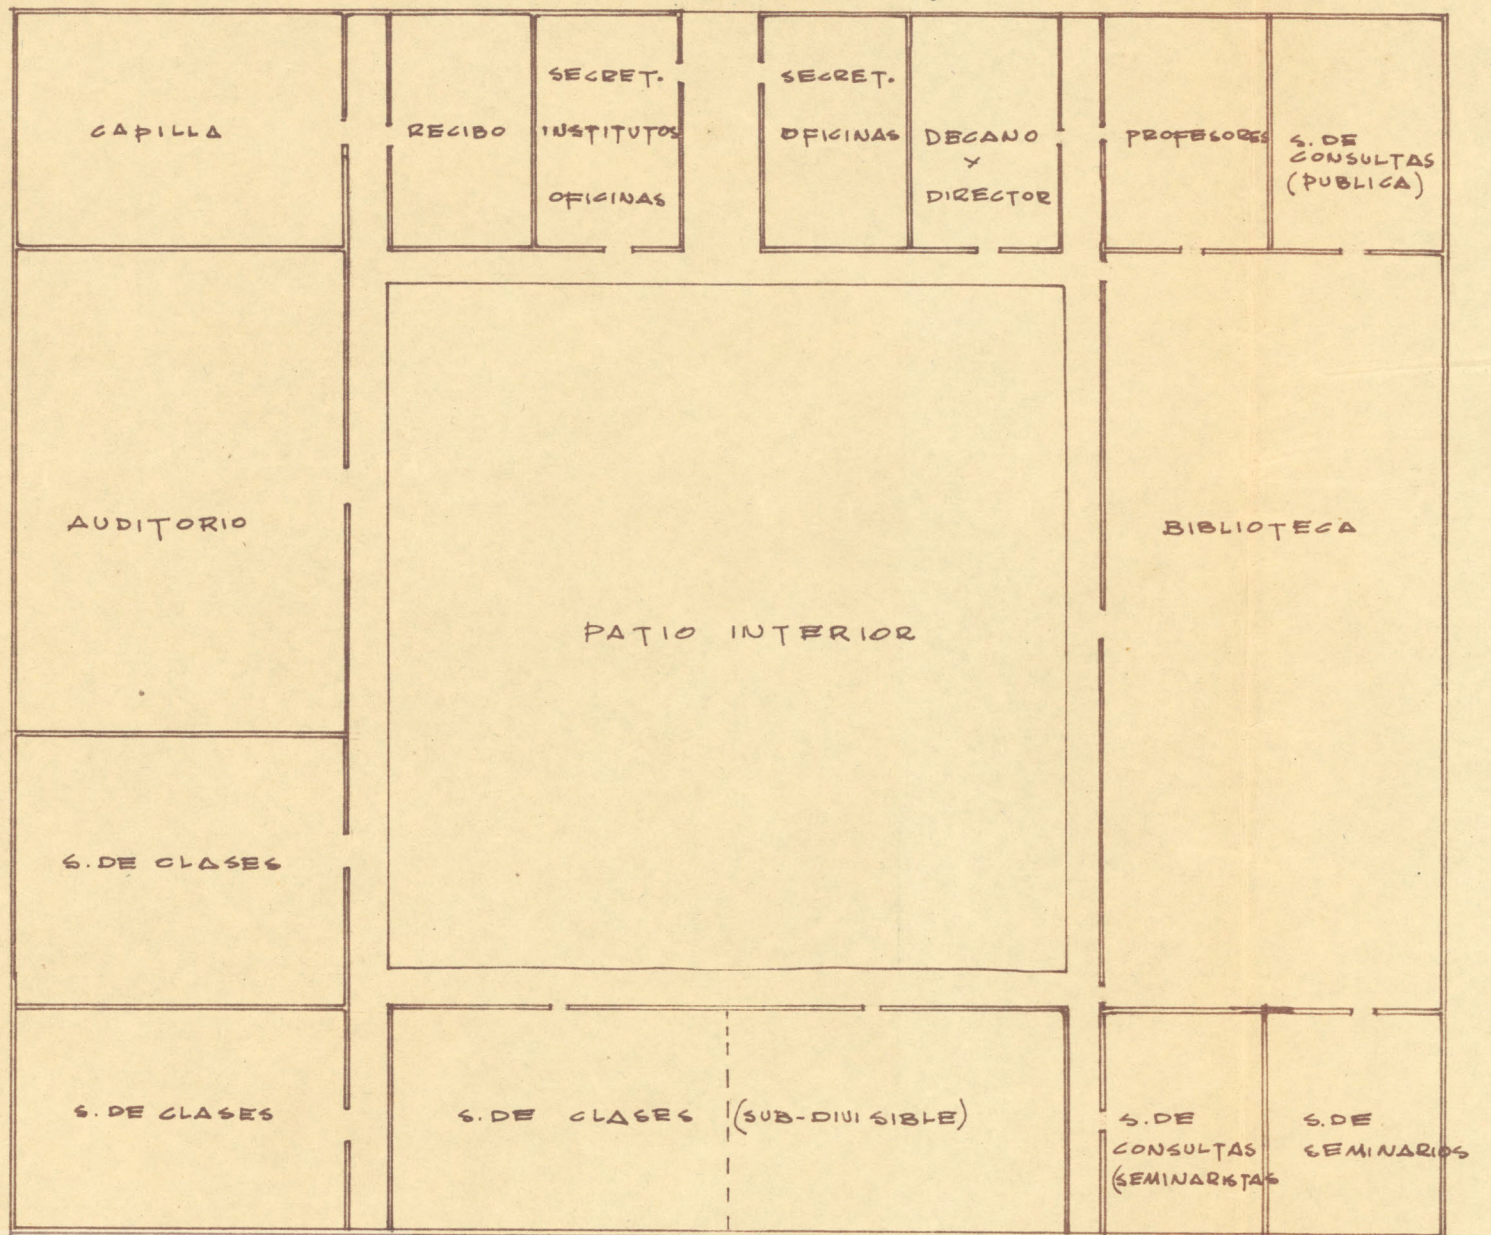 CAPILLA
RECIBO
SECRET.
INSTITUTOS
OFICINAS
SECRET.
OFICINAS
DECANO
Y
DIRECTOR
PROFESORES
S. DE
CONSULTAS
(PUBLICA)
AUDITORIO
BIBLIOTECA
PATIO INTERIOR
S. DE CLASES
S. DE CLASES
S. DE CLASES (SUB-DIVISIBLE)
S. DE
CONSULTAS
(SEMINARISTAS
S. DE
SEMINARIOS